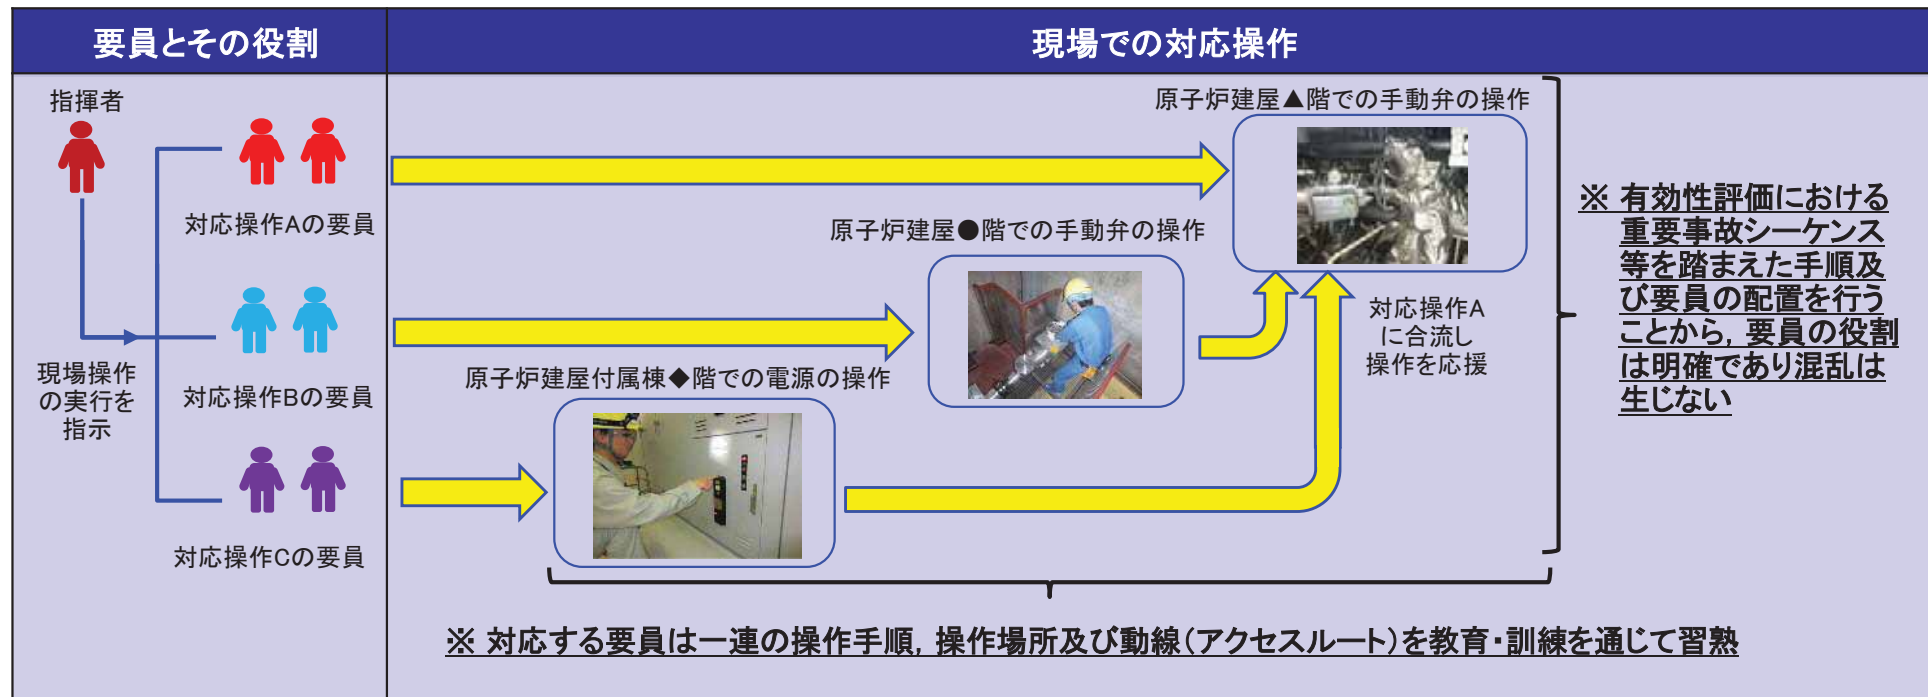 要員とその役割
現場での対応操作
指揮者
対応操作Aの要員
対応操作Bの要員
現場操作
の実行を
指示
対応操作Cの要員
原子炉建屋▲階での手動弁の操作
原子炉建屋●階での手動弁の操作
原子炉建屋付属棟◆階での電源の操作
対応操作A
に合流し
操作を応援
※ 有効性評価における
重要事故シーケンス
等を踏まえた手順及
び要員の配置を行う
ことから，要員の役割
は明確であり混乱は
生じない
※ 対応する要員は一連の操作手順，操作場所及び動線（アクセスルート）を教育・訓練を通じて習熟